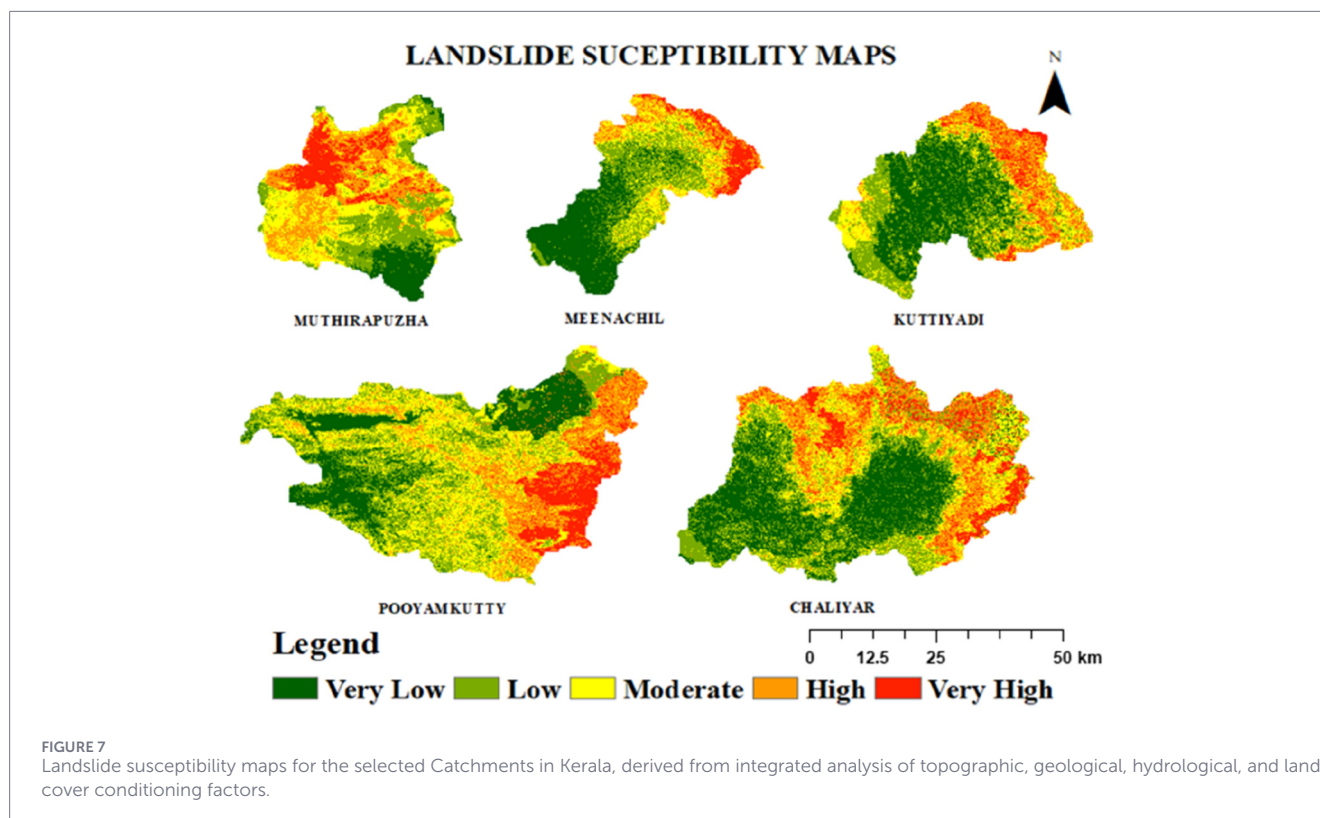 LANDSLIDE SUCEPTIBILITY MAPS
N
MUTHIRAPUZHA
MEENACHIL
KUTTIYADI
POOYAMKUTTY
CHALIYAR
Legend
0 12.5 25 50 km
Very Low Low Moderate High Very High
FIGURE 7
Landslide susceptibility maps for the selected Catchments in Kerala, derived from integrated analysis of topographic, geological, hydrological, and land
cover conditioning factors.